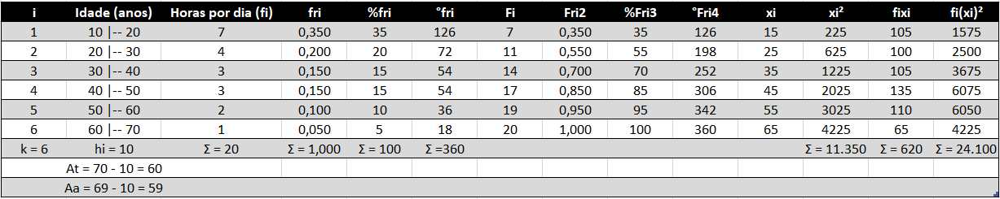 i Idade (anos) Horas por dia (fi) fri %fri °fri Fi Fri2 %Fri3 °Fri4 xi xi² fixi fi(xi)²
1 10 |-- 20 7 0,350 35 126 7 0,350 35 126 15 225 105 1575
2 20 |-- 30 4 0,200 20 72 11 0,550 55 198 25 625 100 2500
3 30 |-- 40 3 0,150 15 54 14 0,700 70 252 35 1225 105 3675
4 40 |-- 50 3 0,150 15 54 17 0,850 85 306 45 2025 135 6075
5 50 |-- 60 2 0,100 10 36 19 0,950 95 342 55 3025 110 6050
6 60 |-- 70 1 0,050 5 18 20 1,000 100 360 65 4225 65 4225
k = 6 hi = 10 Σ = 20 Σ = 1,000 Σ = 100 Σ =360 Σ = 11.350 Σ = 620 Σ = 24.100
At = 70 - 10 = 60
Aa = 69 - 10 = 59